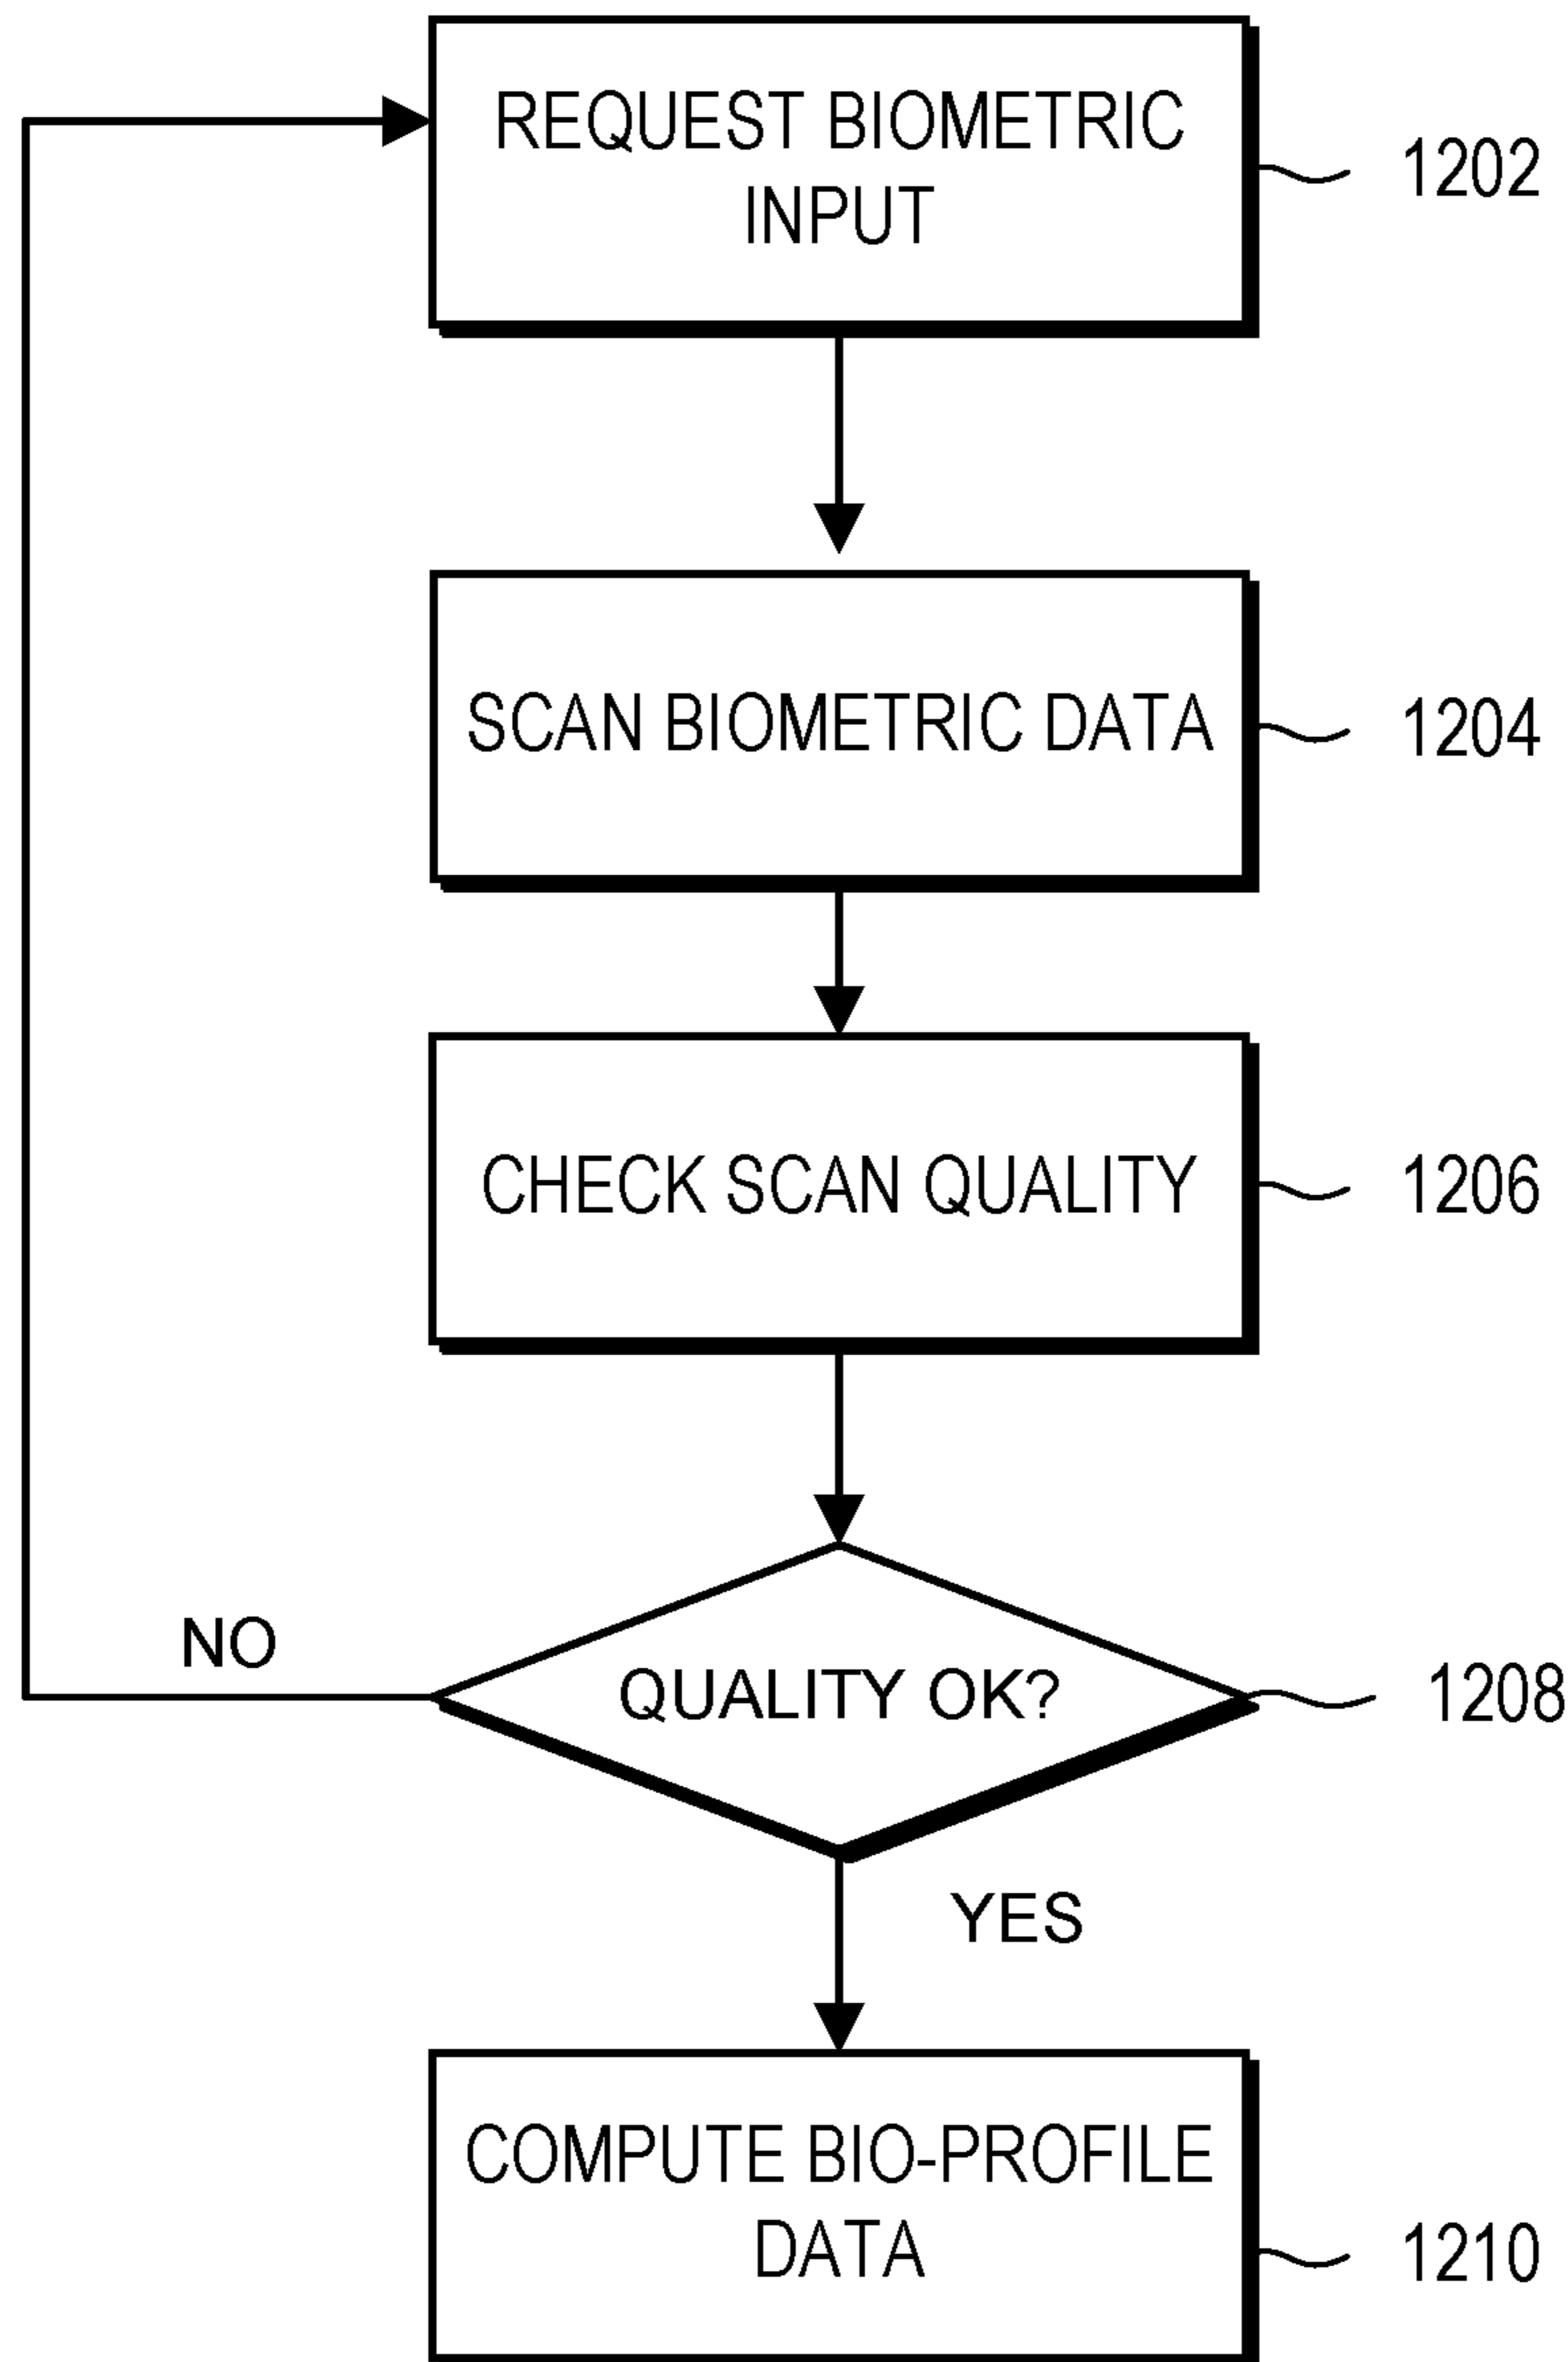 REQUEST BIOMETRIC
INPUT
1202
SCAN BIOMETRIC DATA
1204
CHECK SCAN QUALITY
1206
QUALITY OK?
1208
NO
YES
COMPUTE BIO-PROFILE
DATA
1210